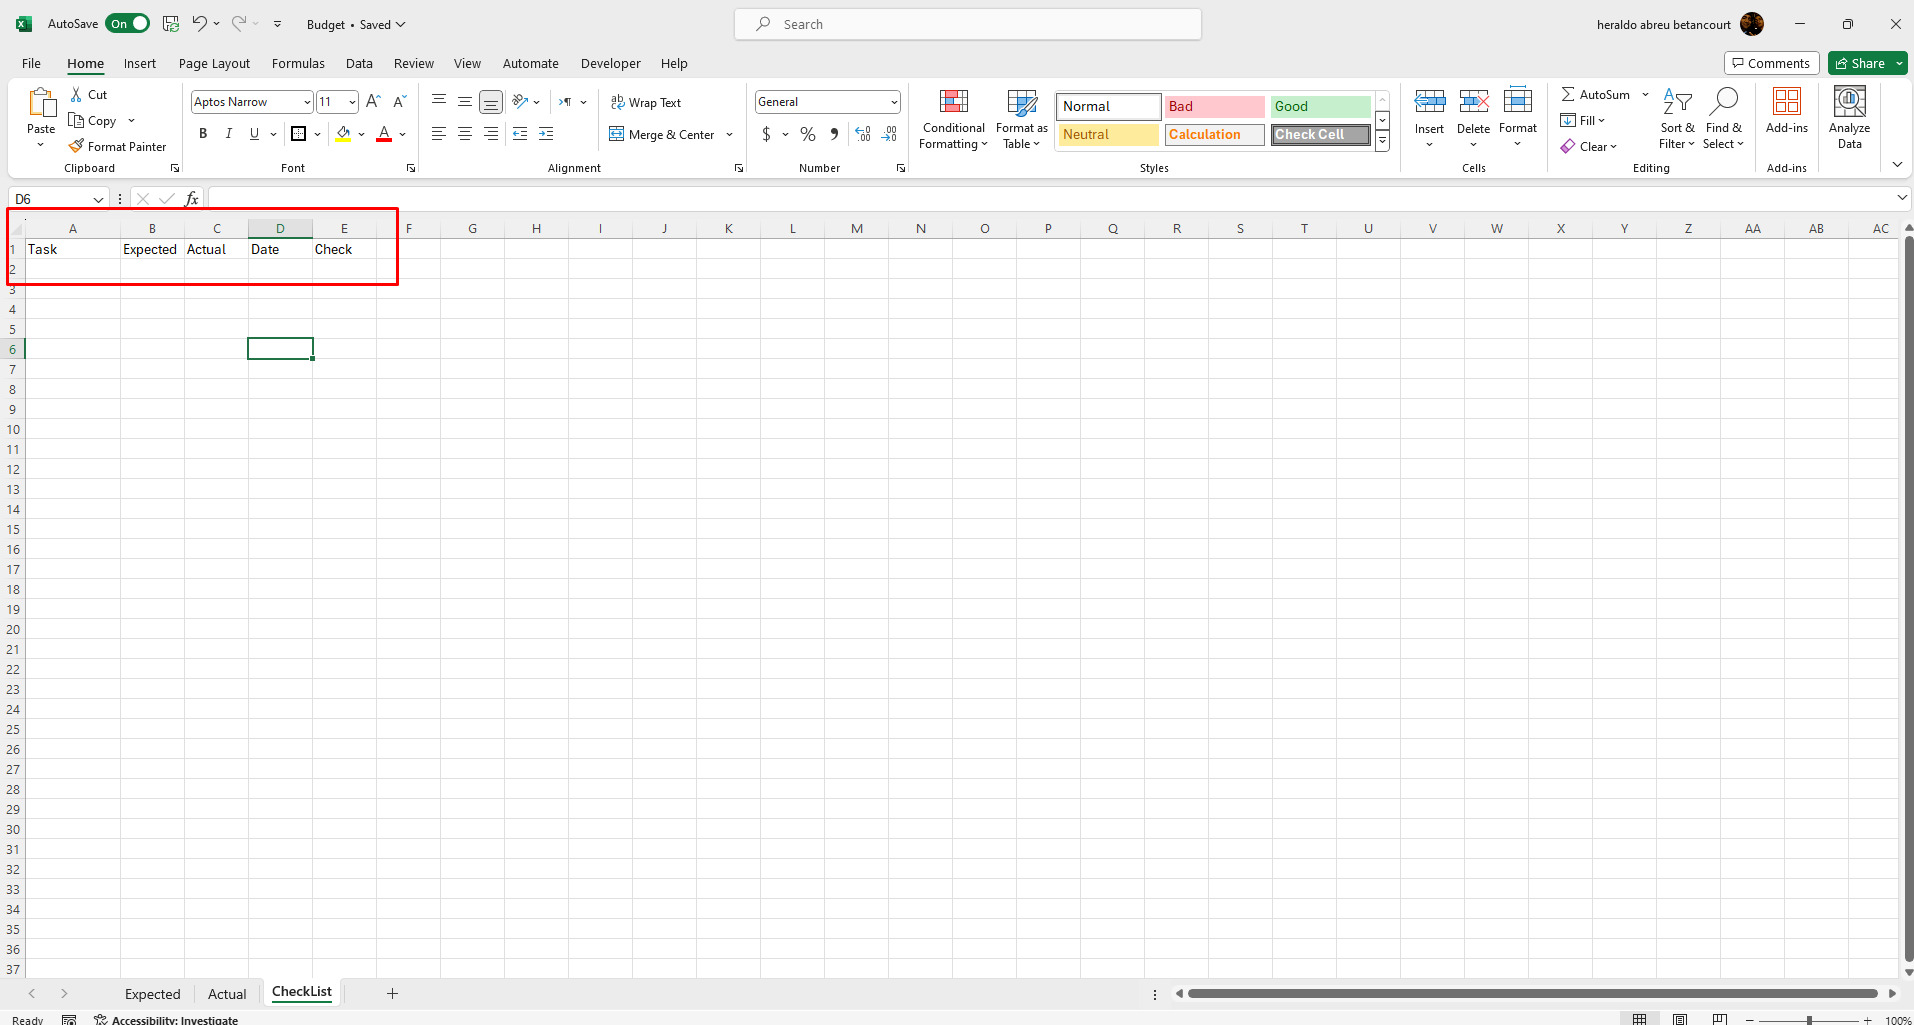 AutoSave On Budget • Saved Search heraldo abreu betancourt
File Home Insert Page Layout Formulas Data Review View Automate Developer Help Comments Share
Paste Cut Copy Format Painter
Clipboard
Aptos Narrow 11 A A
B I U A
Font
ab Wrap Text
Merge & Center
Alignment
General
$ % 9 .00 .00
Number
Conditional Formatting Format as Table
Normal Bad Good
Neutral Calculation Check Cell
Styles
Insert Delete Format
Cells
AutoSum Fill Clear
Sort & Filter Find & Select
Editing
Add-ins
Add-ins
Analyze Data
D6 fx
A B C D E F G H I J K L M N O P Q R S T U V W X Y Z AA AB AC
1 Task Expected Actual Date Check
2
3
4
5
6
7
8
9
10
11
12
13
14
15
16
17
18
19
20
21
22
23
24
25
26
27
28
29
30
31
32
33
34
35
36
37
Expected Actual CheckList +
Ready Accessibility: Investigate 100%